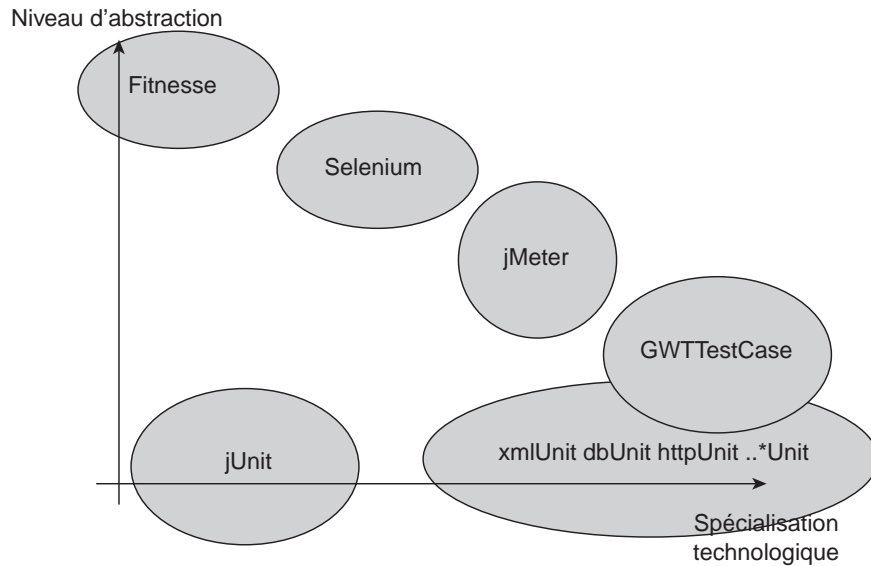 Niveau d'abstraction
Fitnesse
Selenium
jMeter
GWTTestCase
jUnit
xmlUnit dbUnit httpUnit ..*Unit
Spécialisation
technologique